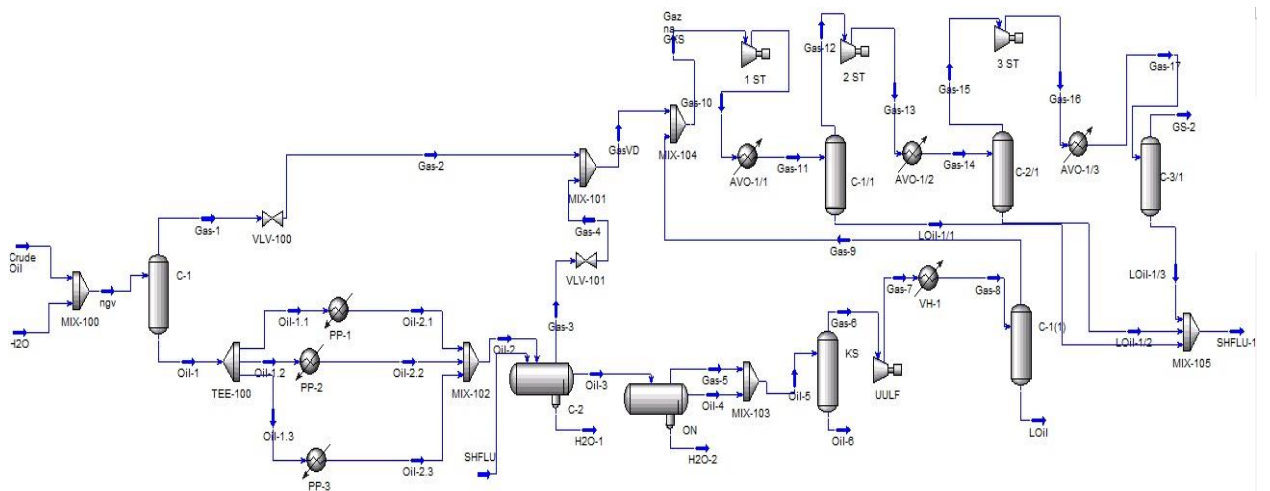 Gaz
na
GKS
Gas-10
1 ST
Gas-12
2 ST
Gas-13
Gas-15
3 ST
Gas-16
Gas-17
GS-2
GasVD
MIX-104
AVO-1/1
Gas-11
C-1/1
AVO-1/2
Gas-14
C-2/1
AVO-1/3
C-3/1
Gas-2
MIX-101
Gas-1
VLV-100
Gas-4
VLV-101
Gas-9
LOil-1/1
LOil-1/3
Crude
Oil
MIX-100
ngv
C-1
H2O
Oil-1
TEE-100
Oil-1.1
PP-1
Oil-2.1
Oil-1.2
PP-2
Oil-2.2
Oil-1.3
PP-3
Oil-2.3
MIX-102
Oil-2
Gas-3
SHFLU
C-2
H2O-1
Oil-3
ON
H2O-2
Gas-5
Oil-4
MIX-103
Oil-5
Gas-6
KS
Oil-6
UULF
Gas-7
VH-1
Gas-8
C-1(1)
LOil
LOil-1/2
MIX-105
SHFLU-1